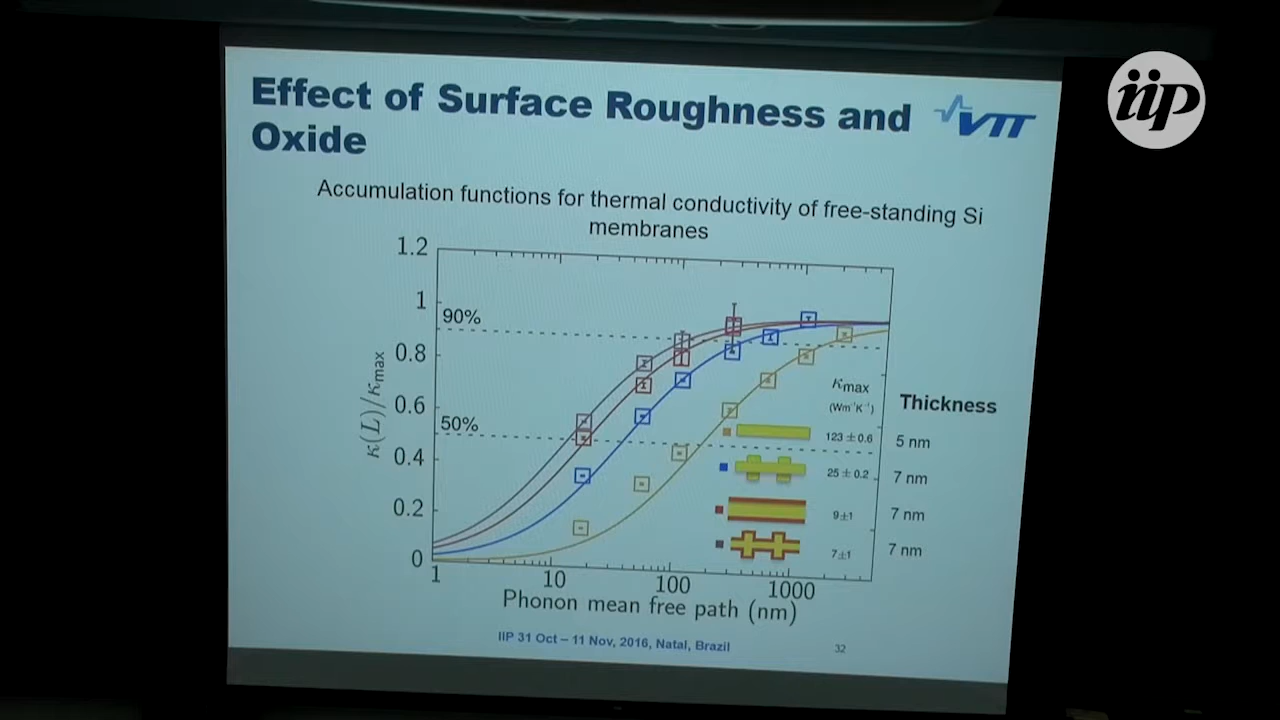 iip
Effect of Surface Roughness and
Oxide
VTT
Accumulation functions for thermal conductivity of free-standing Si
membranes
1.2
1
0.8
0.6
0.4
0.2
0
κ(L)/κmax
90%
50%
κmax
(Wm⁻¹K⁻¹)
Thickness
123 ± 0.6
5 nm
25 ± 0.2
7 nm
9±1
7 nm
7±1
7 nm
1
10
100
1000
Phonon mean free path (nm)
IIP 31 Oct – 11 Nov, 2016, Natal, Brazil
32